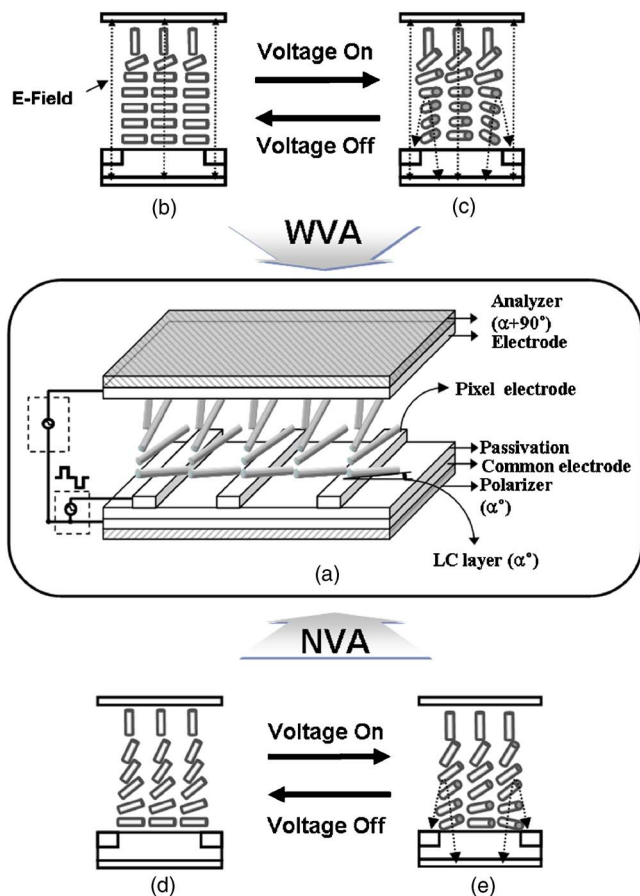 E-Field
Voltage On
Voltage Off
(b)
(c)
WVA
Analyzer
(α+90°)
Electrode
Pixel electrode
Passivation
Common electrode
Polarizer
(α°)
LC layer (α°)
(a)
NVA
Voltage On
Voltage Off
(d)
(e)